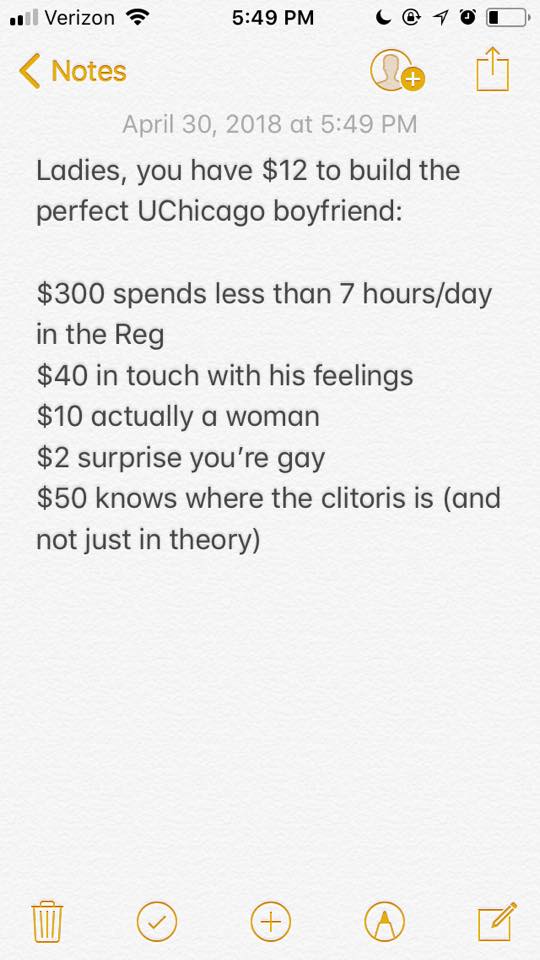 Verizon 5:49 PM
Notes
April 30, 2018 at 5:49 PM
Ladies, you have $12 to build the
perfect UChicago boyfriend:
$300 spends less than 7 hours/day
in the Reg
$40 in touch with his feelings
$10 actually a woman
$2 surprise you’re gay
$50 knows where the clitoris is (and
not just in theory)